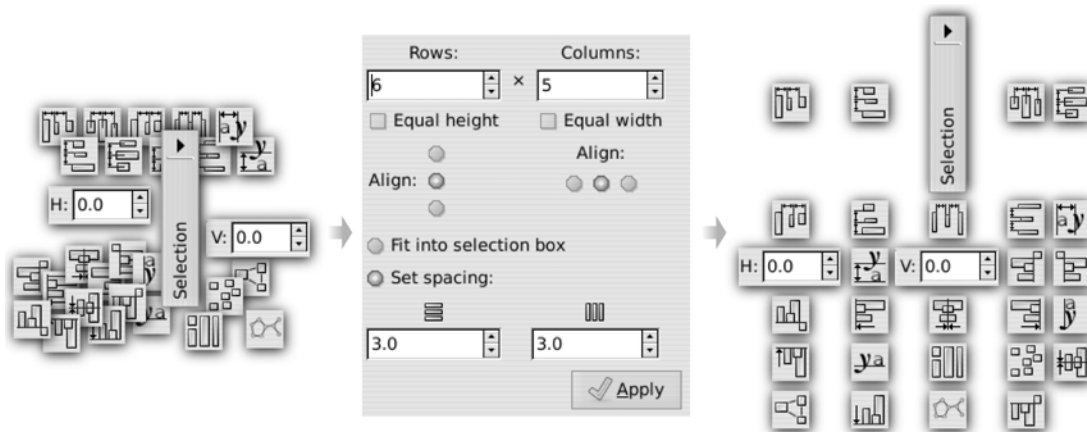 Selection
H: 0.0
V: 0.0
Rows: Columns:
6 × 5
Equal height Equal width
Align: Align:
Fit into selection box
Set spacing:
3.0 3.0
Apply
Selection
H: 0.0 V: 0.0